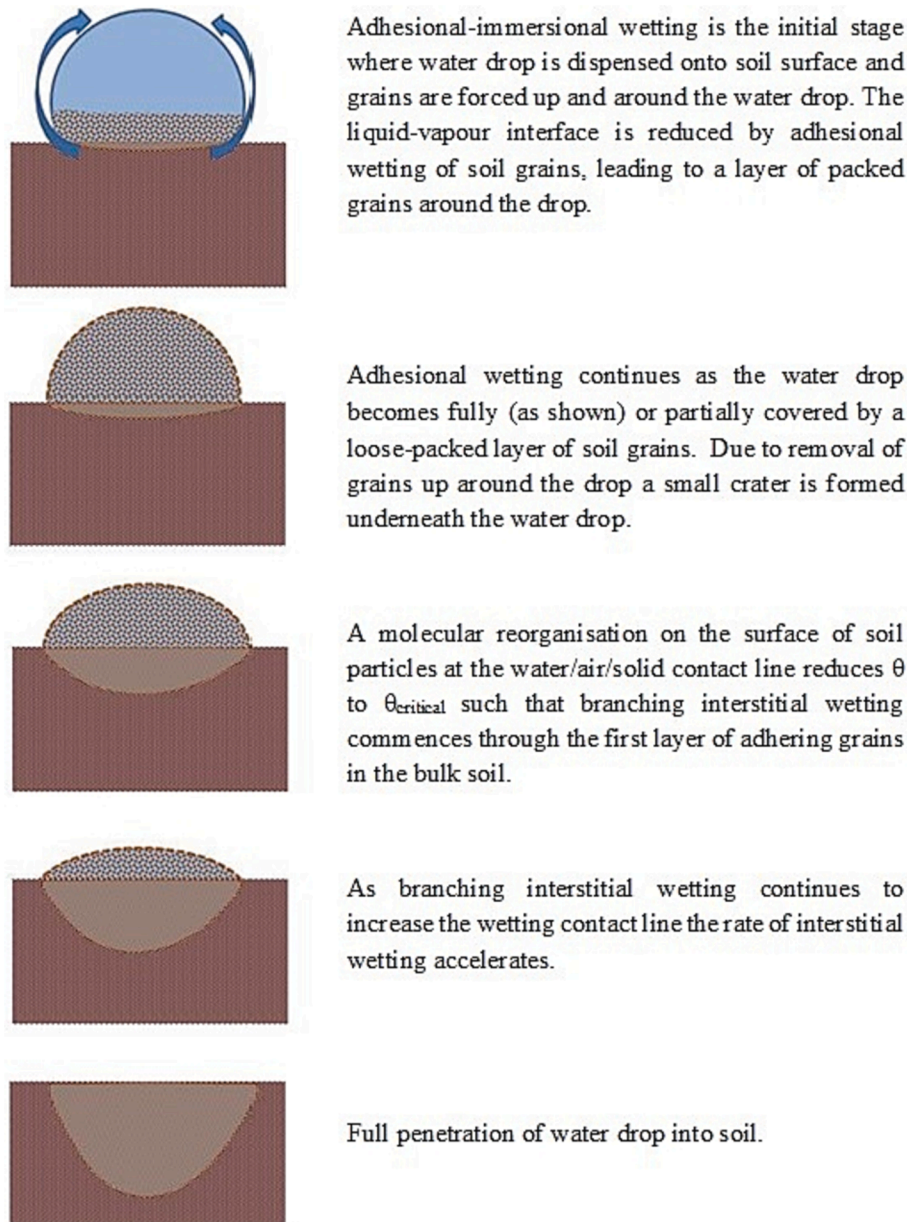 Adhesional-immersional wetting is the initial stage
where water drop is dispensed onto soil surface and
grains are forced up and around the water drop. The
liquid-vapour interface is reduced by adhesional
wetting of soil grains, leading to a layer of packed
grains around the drop.
Adhesional wetting continues as the water drop
becomes fully (as shown) or partially covered by a
loose-packed layer of soil grains. Due to removal of
grains up around the drop a small crater is formed
underneath the water drop.
A molecular reorganisation on the surface of soil
particles at the water/air/solid contact line reduces θ
to θcritical such that branching interstitial wetting
commences through the first layer of adhering grains
in the bulk soil.
As branching interstitial wetting continues to
increase the wetting contact line the rate of interstitial
wetting accelerates.
Full penetration of water drop into soil.